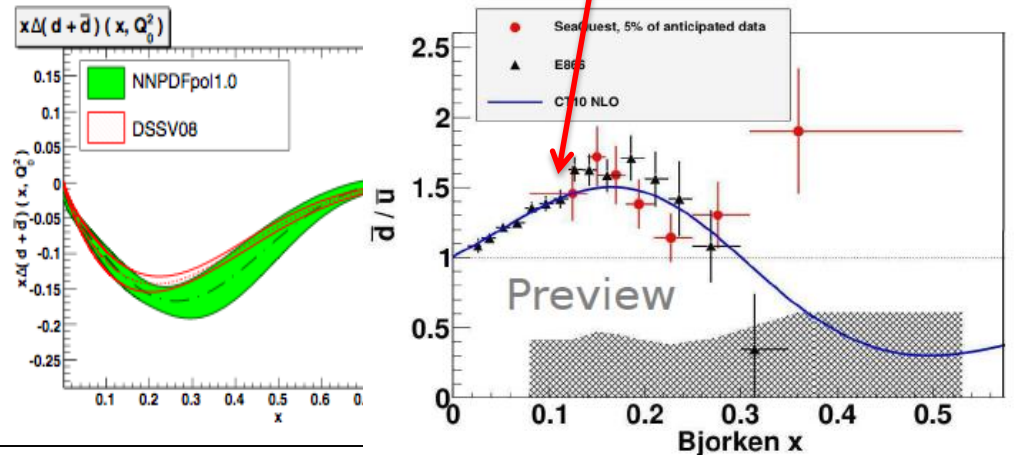 xΔ( d + d̅ ) ( x, Q₀²)
NNPDFpol1.0
DSSV08
0.15
0.1
0.05
0
-0.05
-0.1
-0.15
-0.2
-0.25
xΔ( d + d̅ ) ( x, Q₀²)
0.1 0.2 0.3 0.4 0.5 0.6 0.
x
SeaQuest, 5% of anticipated data
E866
CT10 NLO
2.5
2
1.5
1
0.5
0
d̅ / u̅
Preview
0 0.1 0.2 0.3 0.4 0.5
Bjorken x